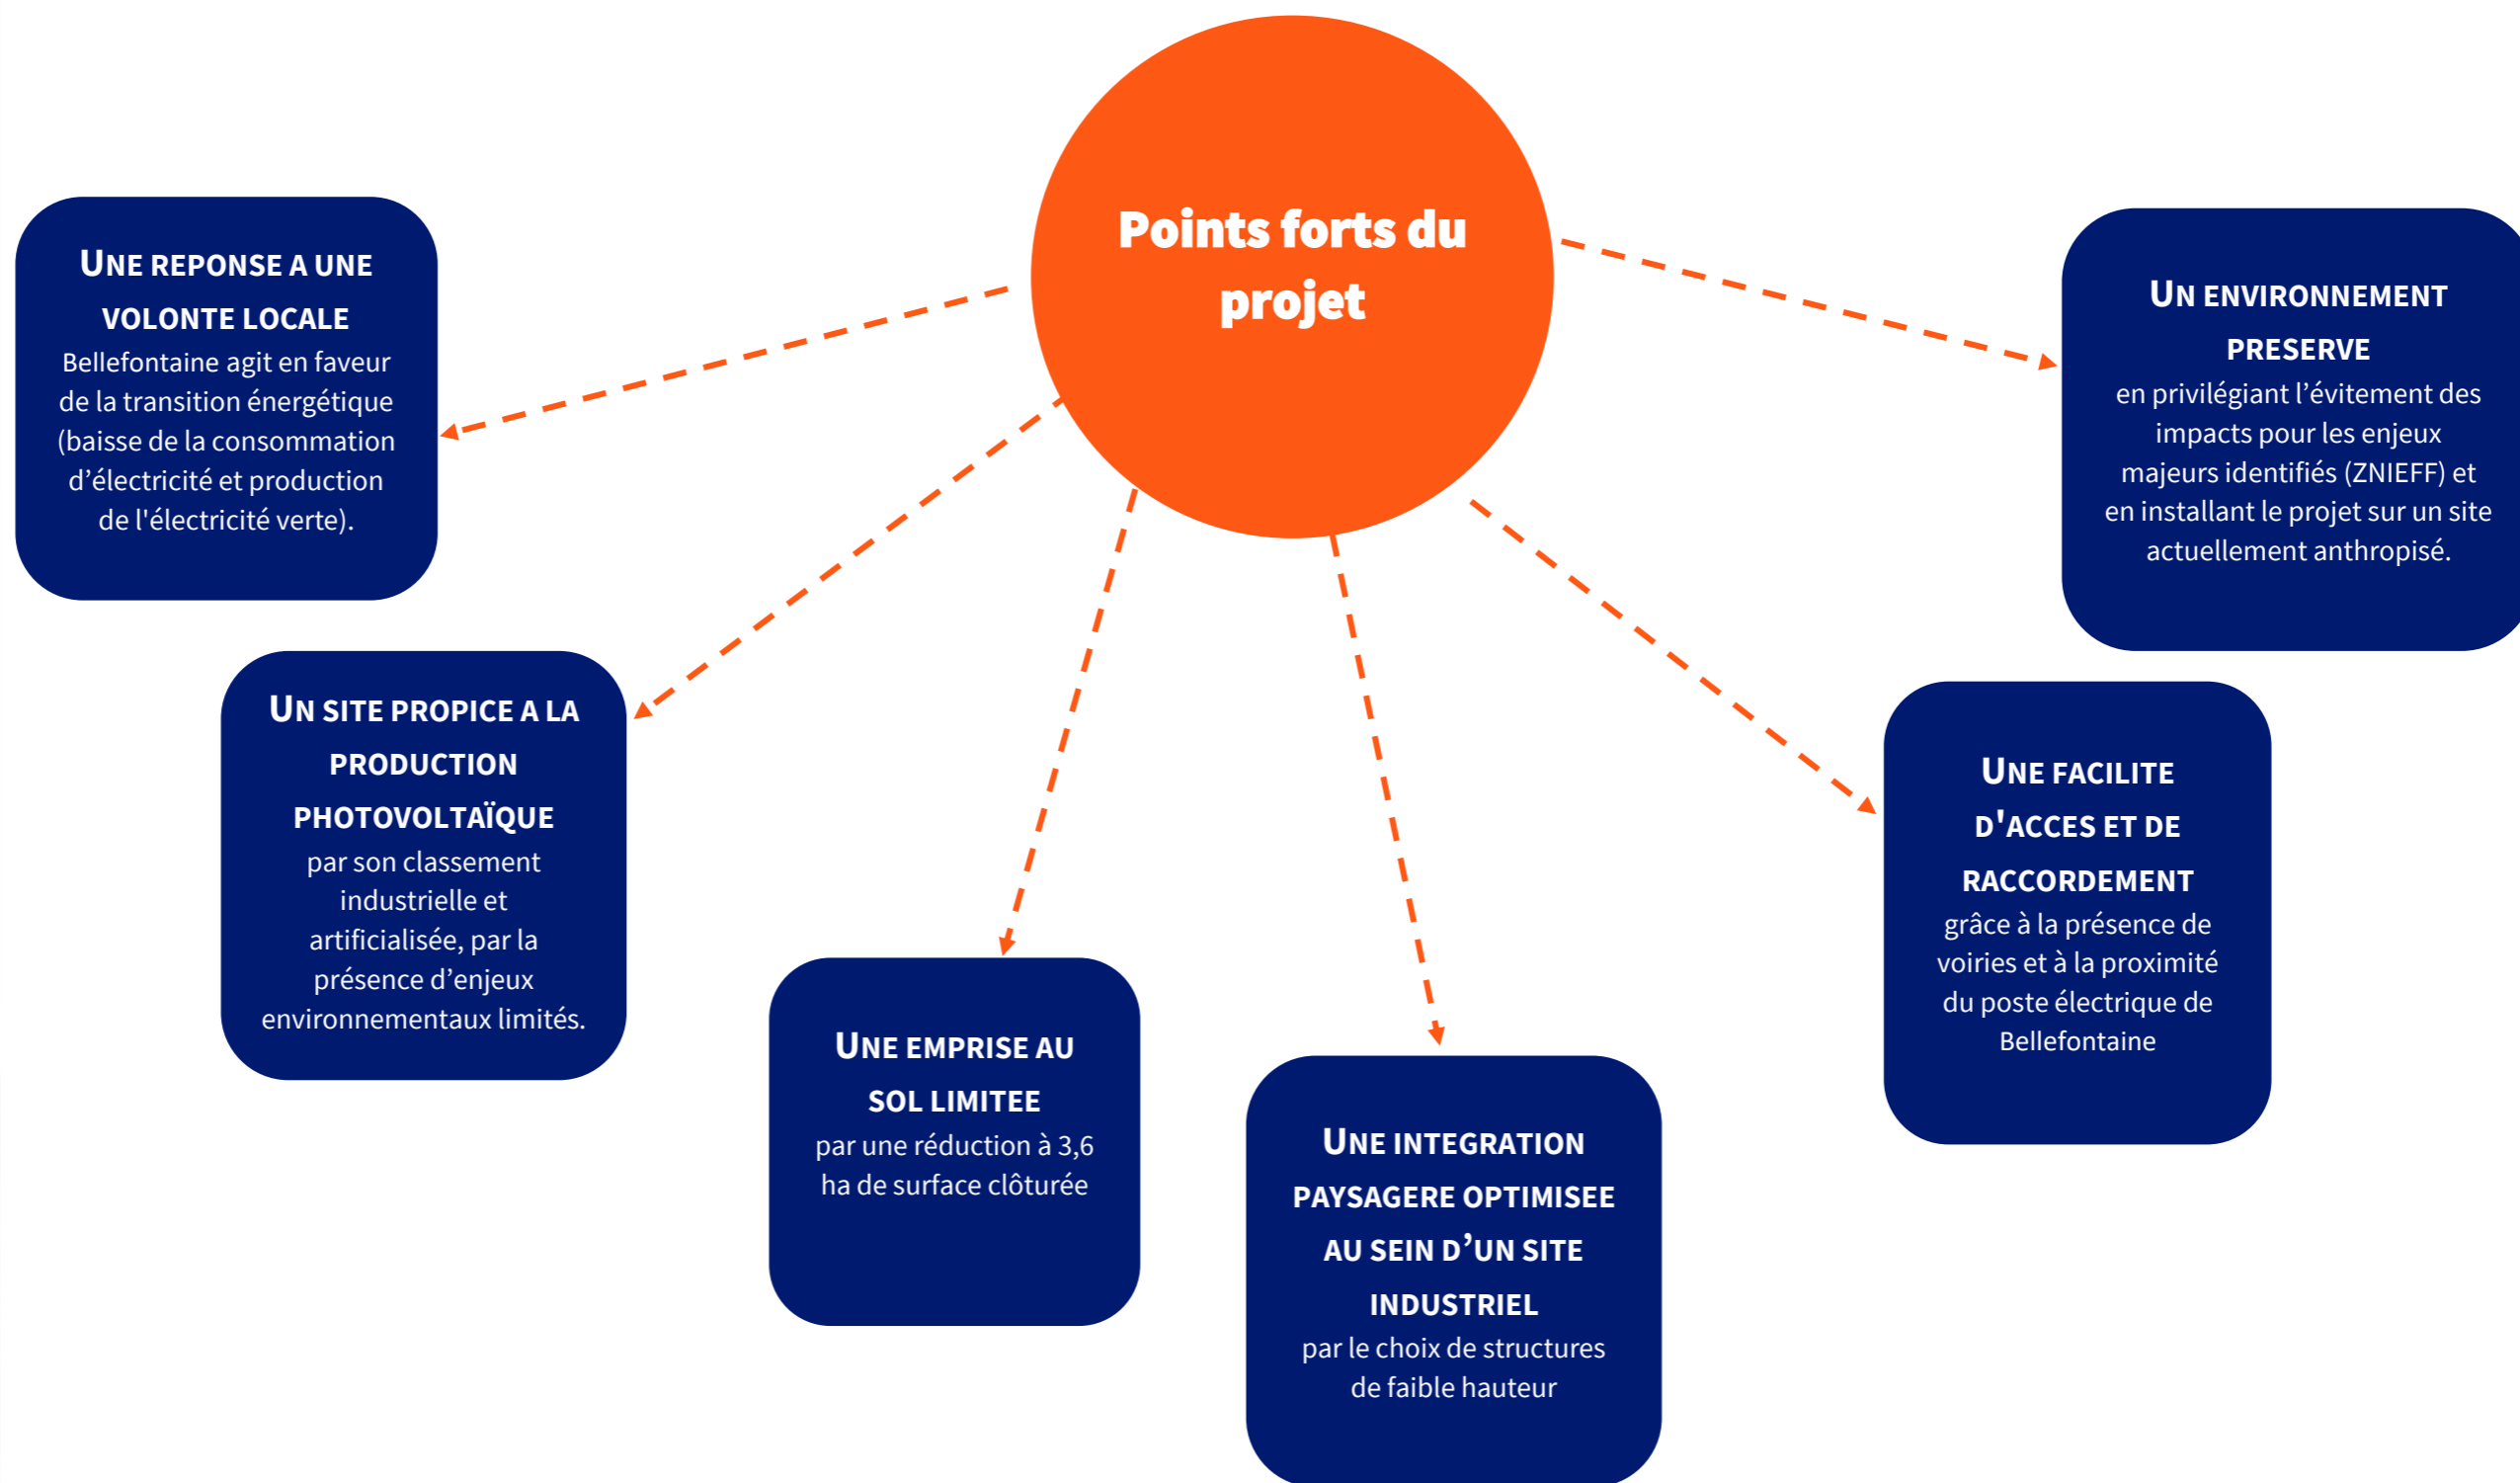 Points forts du
projet
UNE REPONSE A UNE
VOLONTE LOCALE
Bellefontaine agit en faveur
de la transition énergétique
(baisse de la consommation
d’électricité et production
de l'électricité verte).
UN SITE PROPICE A LA
PRODUCTION
PHOTOVOLTAÏQUE
par son classement
industrielle et
artificialisée, par la
présence d’enjeux
environnementaux limités.
UNE EMPRISE AU
SOL LIMITEE
par une réduction à 3,6
ha de surface clôturée
UNE INTEGRATION
PAYSAGERE OPTIMISEE
AU SEIN D’UN SITE
INDUSTRIEL
par le choix de structures
de faible hauteur
UNE FACILITE
D'ACCES ET DE
RACCORDEMENT
grâce à la présence de
voiries et à la proximité
du poste électrique de
Bellefontaine
UN ENVIRONNEMENT
PRESERVE
en privilégiant l’évitement des
impacts pour les enjeux
majeurs identifiés (ZNIEFF) et
en installant le projet sur un site
actuellement anthropisé.